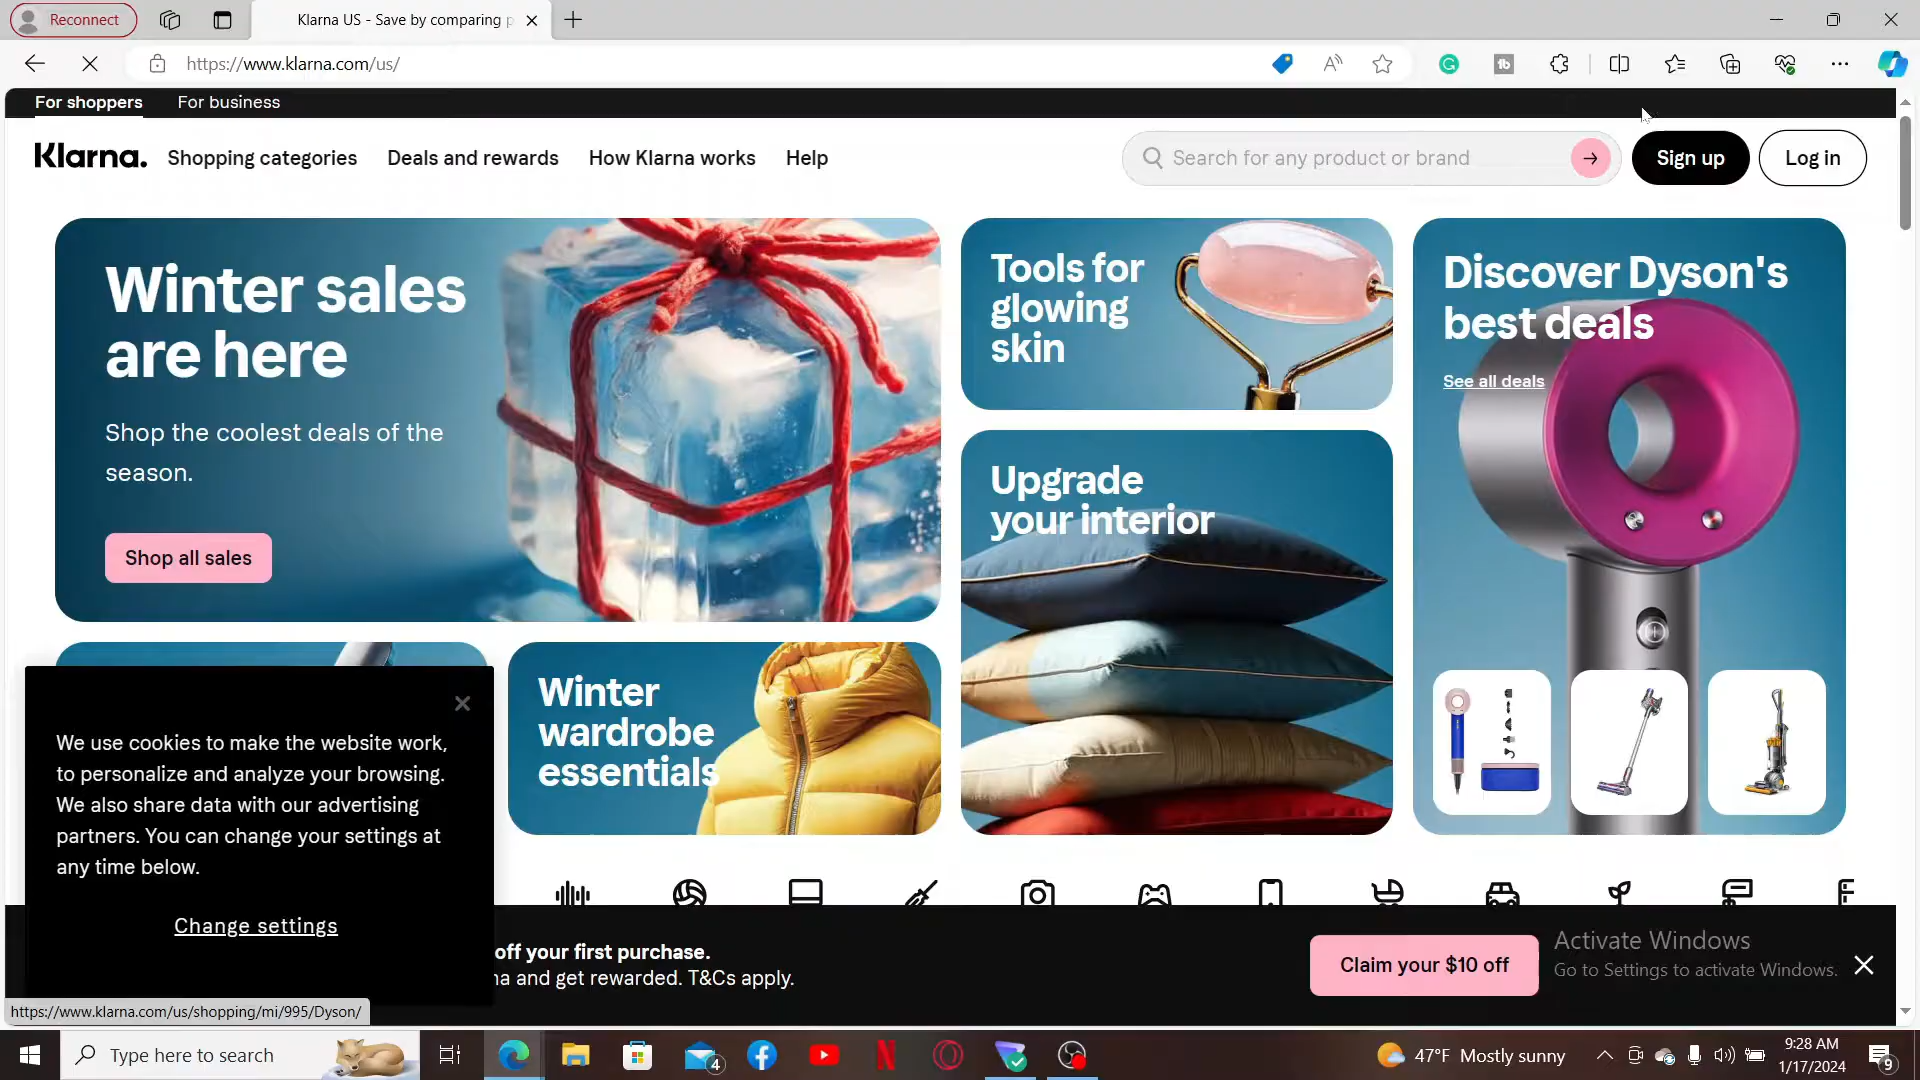 Reconnect
Klarna US - Save by comparing p
https://www.klarna.com/us/
For shoppers
For business
Klarna.
Shopping categories
Deals and rewards
How Klarna works
Help
Search for any product or brand
Sign up
Log in
Winter sales
are here
Shop the coolest deals of the
season.
Shop all sales
Tools for
glowing
skin
Discover Dyson's
best deals
See all deals
Upgrade
your interior
Winter
wardrobe
essentials
We use cookies to make the website work,
to personalize and analyze your browsing.
We also share data with our advertising
partners. You can change your settings at
any time below.
Change settings
off your first purchase.
na and get rewarded. T&Cs apply.
Claim your $10 off
Activate Windows
Go to Settings to activate Windows.
https://www.klarna.com/us/shopping/mi/995/Dyson/
Type here to search
4
47°F Mostly sunny
9:28 AM
1/17/2024
9